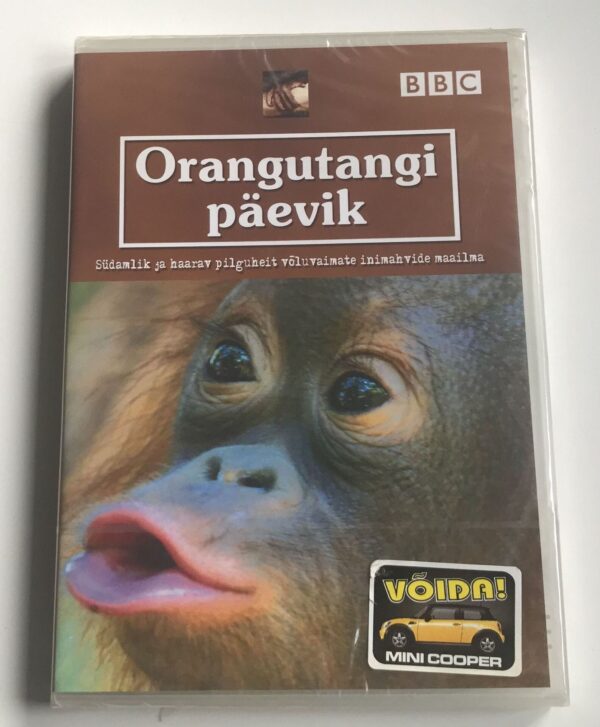 BBC
Orangutangi
päevik
Südamlik ja haarav pilguheit võluvaimate inimahvide maailma
VÕIDA!
MINI COOPER